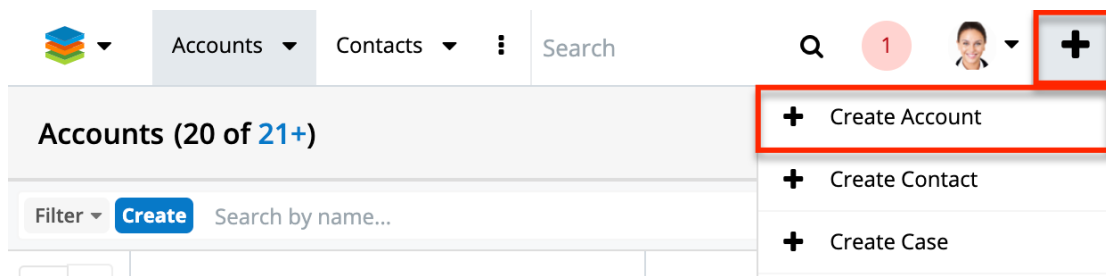 Accounts Contacts Search 1
Accounts (20 of 21+)
Create Account
Create Contact
Filter Create Search by name...
Create Case